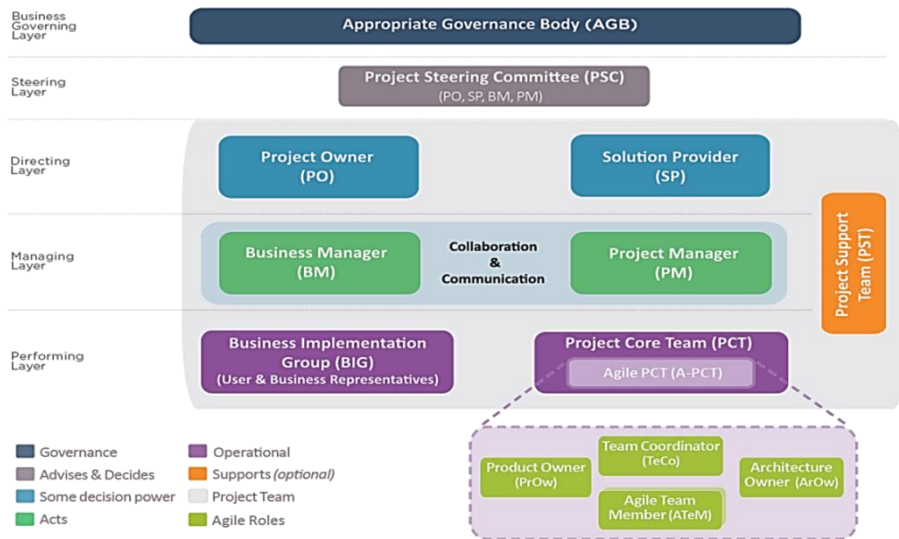 Business
Governing
Layer
Appropriate Governance Body (AGB)
Steering
Layer
Project Steering Committee (PSC)
(PO, SP, BM, PM)
Directing
Layer
Project Owner
(PO)
Solution Provider
(SP)
Managing
Layer
Business Manager
(BM)
Collaboration
&
Communication
Project Manager
(PM)
Project Support
Team (PST)
Performing
Layer
Business Implementation
Group (BIG)
(User & Business Representatives)
Project Core Team (PCT)
Agile PCT (A-PCT)
Product Owner
(PrOw)
Team Coordinator
(TeCo)
Agile Team
Member (ATeM)
Architecture
Owner (ArOw)
Governance
Advises & Decides
Some decision power
Acts
Operational
Supports (optional)
Project Team
Agile Roles